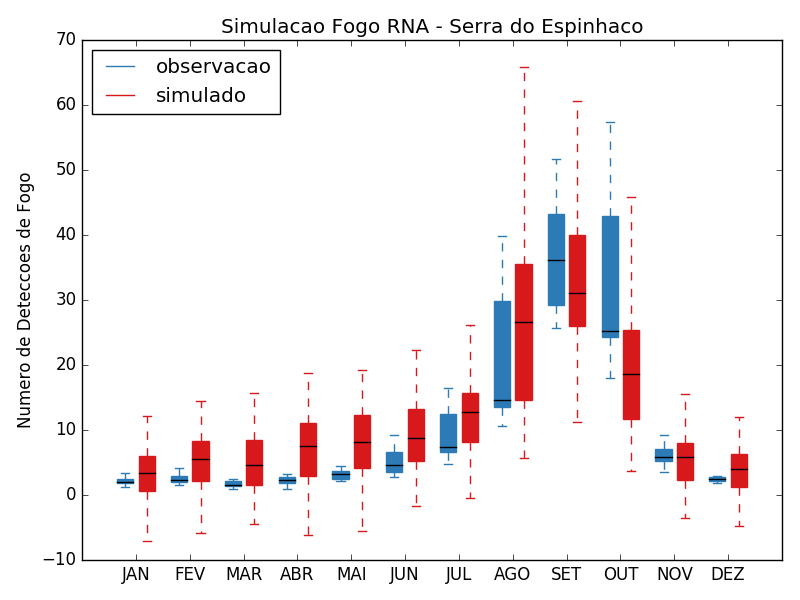 Simulacao Fogo RNA - Serra do Espinhaco
70
60
50
40
30
20
10
0
−10
Numero de Deteccoes de Fogo
observacao
simulado
JAN FEV MAR ABR MAI JUN JUL AGO SET OUT NOV DEZ